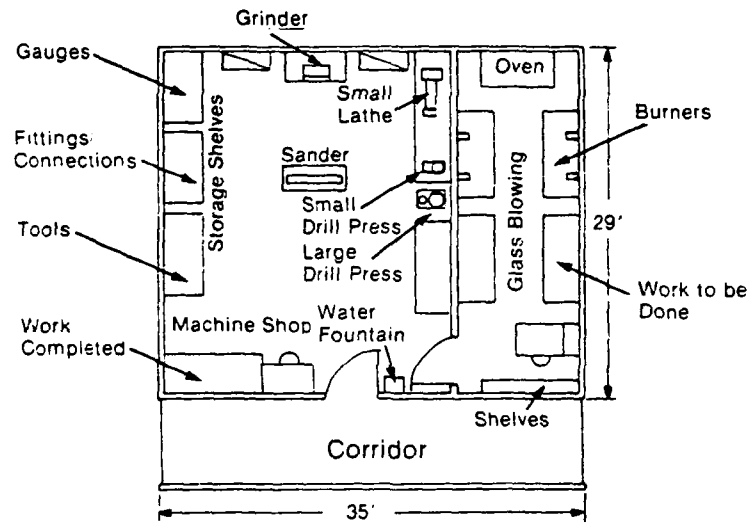 Grinder
Gauges
Oven
Small
Lathe
Burners
Fittings/
Connections
Storage Shelves
Sander
Small
Drill Press
Large
Drill Press
Glass Blowing
29'
Tools
Work to be
Done
Work
Completed
Machine Shop
Water
Fountain
Shelves
Corridor
35'